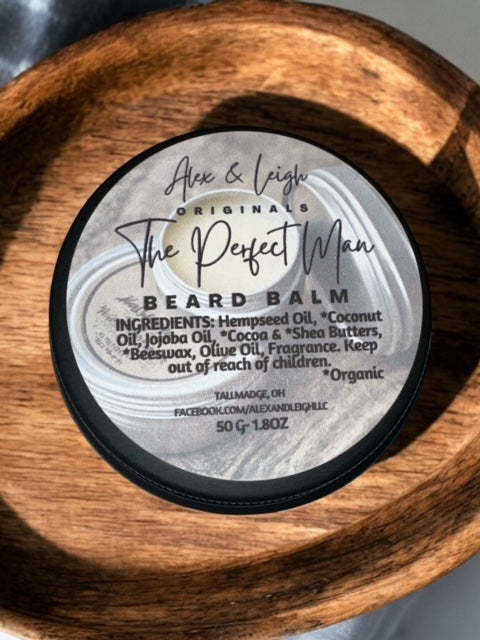 Alex & Leigh
ORIGINALS
The Perfect Man
BEARD BALM
INGREDIENTS: Hempseed Oil, *Coconut
Oil, Jojoba Oil, *Cocoa & *Shea Butters,
*Beeswax, Olive Oil, Fragrance. Keep
out of reach of children.
*Organic
TALLMADGE, OH
FACEBOOK.COM/ALEXANDLEIGHLLC
50 G- 1.8OZ